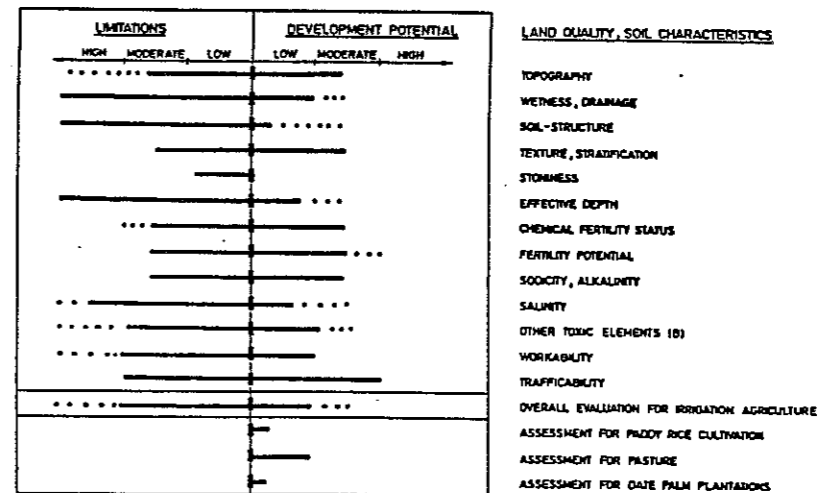 LIMITATIONS DEVELOPMENT POTENTIAL LAND QUALITY, SOIL CHARACTERISTICS
HIGH MODERATE LOW LOW MODERATE HIGH
TOPOGRAPHY
WETNESS, DRAINAGE
SOIL-STRUCTURE
TEXTURE, STRATIFICATION
STONINESS
EFFECTIVE DEPTH
CHEMICAL FERTILITY STATUS
FERTILITY POTENTIAL
SODICITY, ALKALINITY
SALINITY
OTHER TOXIC ELEMENTS (B)
WORKABILITY
TRAFFICABILITY
OVERALL EVALUATION FOR IRRIGATION AGRICULTURE
ASSESSMENT FOR PADDY RICE CULTIVATION
ASSESSMENT FOR PASTURE
ASSESSMENT FOR DATE PALM PLANTATIONS